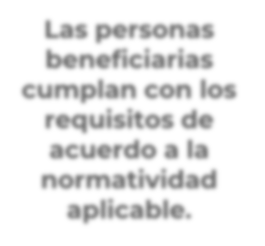 Las personas
beneficiarias
cumplan con los
requisitos de
acuerdo a la
normatividad
aplicable.